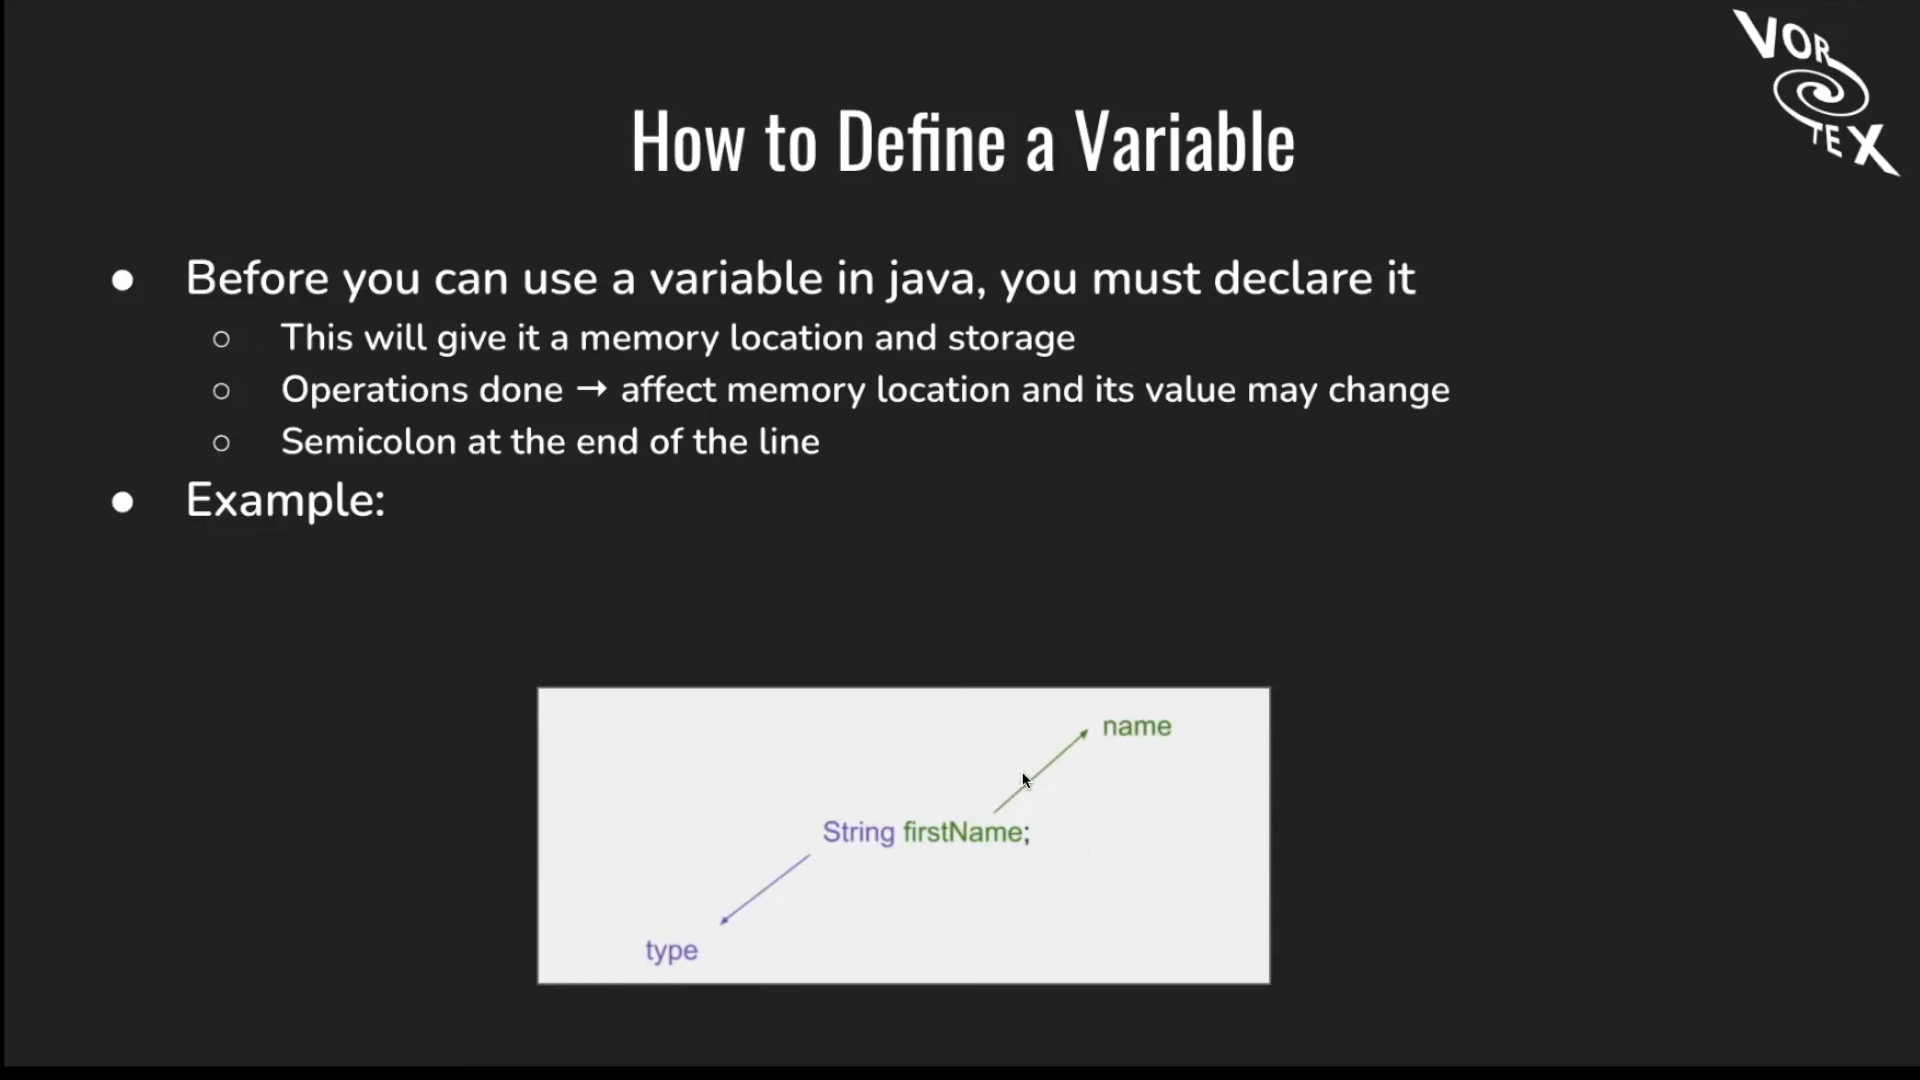 VORTEX
How to Define a Variable
● Before you can use a variable in java, you must declare it
○ This will give it a memory location and storage
○ Operations done → affect memory location and its value may change
○ Semicolon at the end of the line
● Example:
name
String firstName;
type